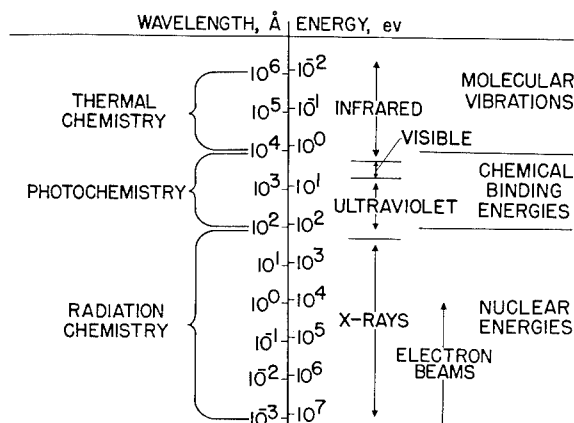 WAVELENGTH, Å ENERGY, ev
10⁶ 10⁻²
10⁵ 10⁻¹
10⁴ 10⁰
10³ 10¹
10² 10²
10¹ 10³
10⁰ 10⁴
10⁻¹ 10⁵
10⁻² 10⁶
10⁻³ 10⁷
THERMAL
CHEMISTRY
PHOTOCHEMISTRY
RADIATION
CHEMISTRY
INFRARED
VISIBLE
ULTRAVIOLET
X-RAYS
MOLECULAR
VIBRATIONS
CHEMICAL
BINDING
ENERGIES
NUCLEAR
ENERGIES
ELECTRON
BEAMS